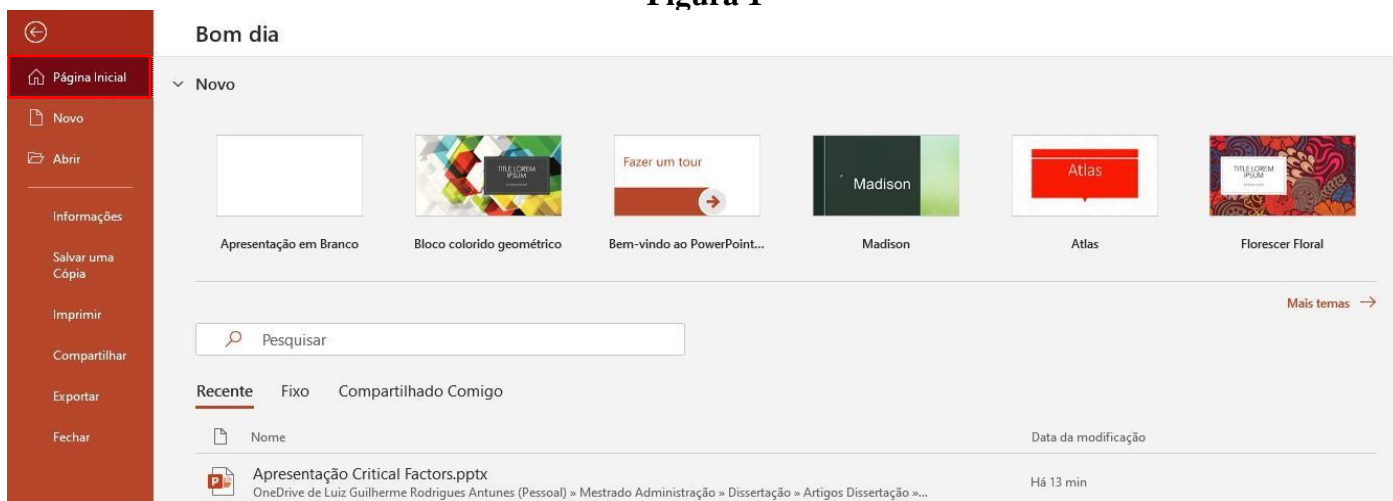 Figura 1
Bom dia
Página Inicial
Novo
Abrir
Informações
Salvar uma
Cópia
Imprimir
Compartilhar
Exportar
Fechar
Novo
TITLE LOREM
IPSUM
Fazer um tour
Madison
Atlas
TITLE LOREM
IPSUM
Apresentação em Branco
Bloco colorido geométrico
Bem-vindo ao PowerPoint...
Madison
Atlas
Florescer Floral
Mais temas →
Pesquisar
Recente Fixo Compartilhado Comigo
Nome Data da modificação
Apresentação Critical Factors.pptx Há 13 min
OneDrive de Luiz Guilherme Rodrigues Antunes (Pessoal) » Mestrado Administração » Dissertação » Artigos Dissertação »...